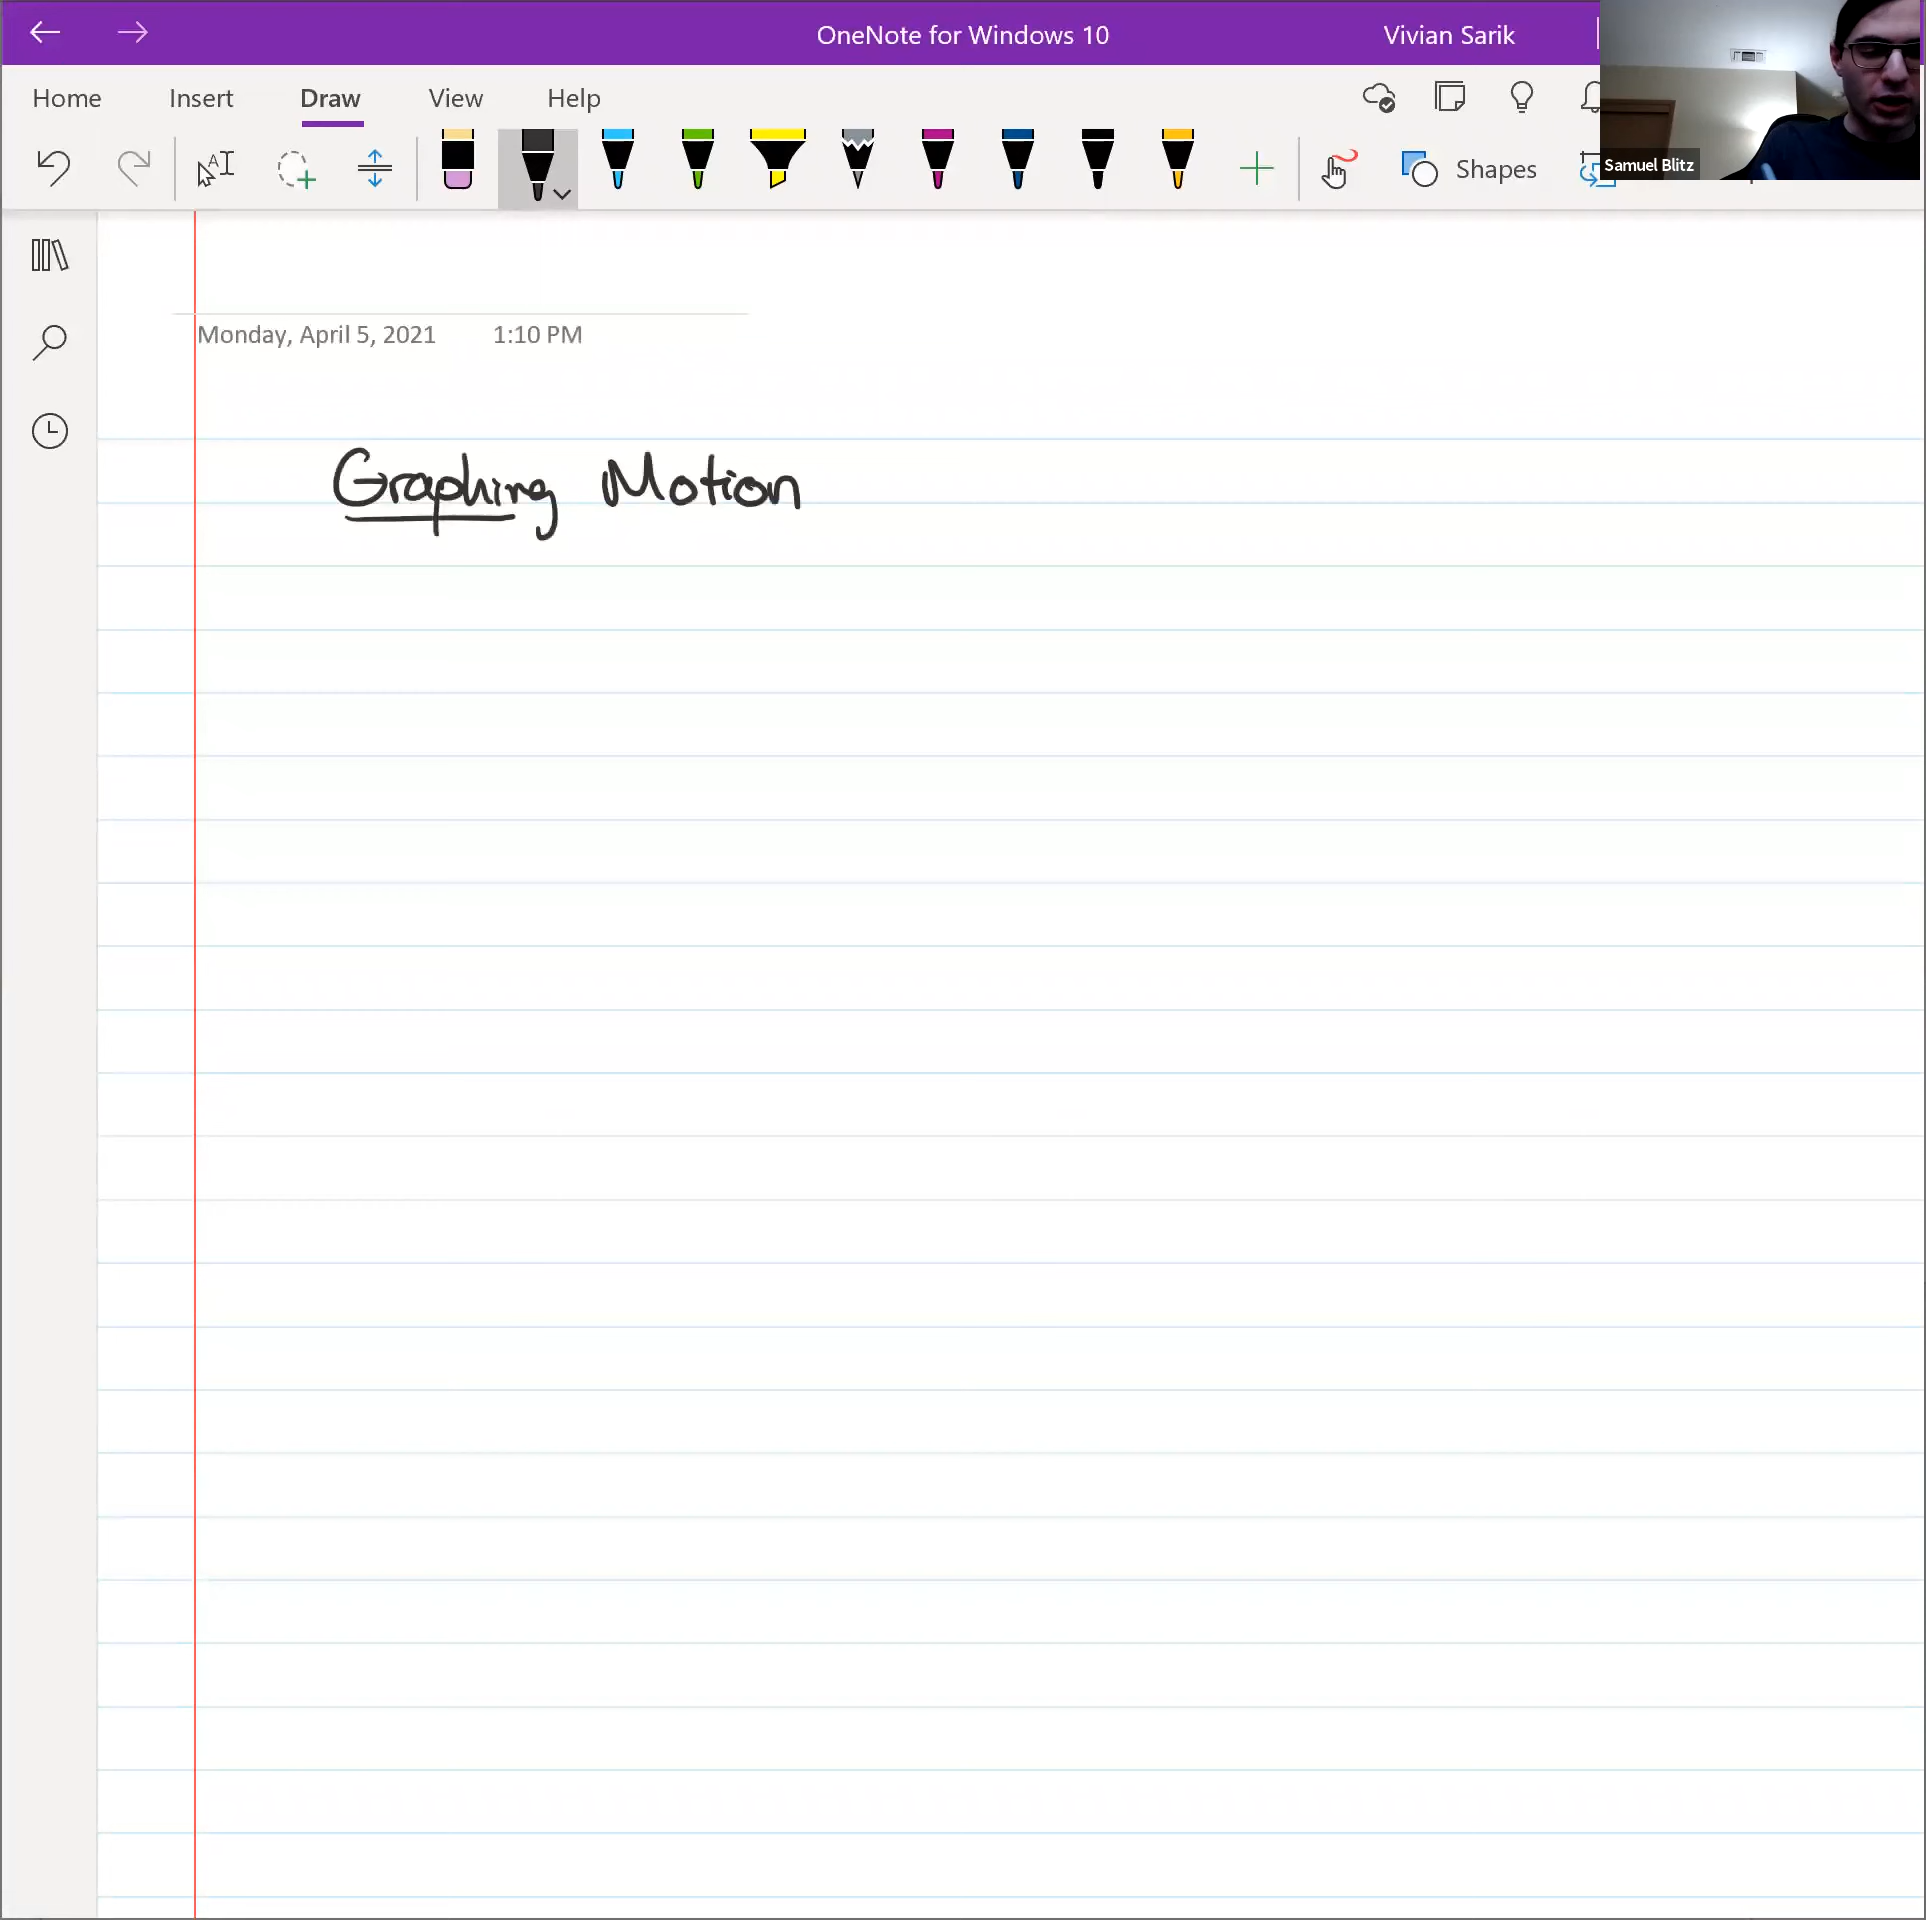 OneNote for Windows 10 Vivian Sarik
Home Insert Draw View Help
Shapes
Samuel Blitz
Monday, April 5, 2021 1:10 PM
Graphing Motion